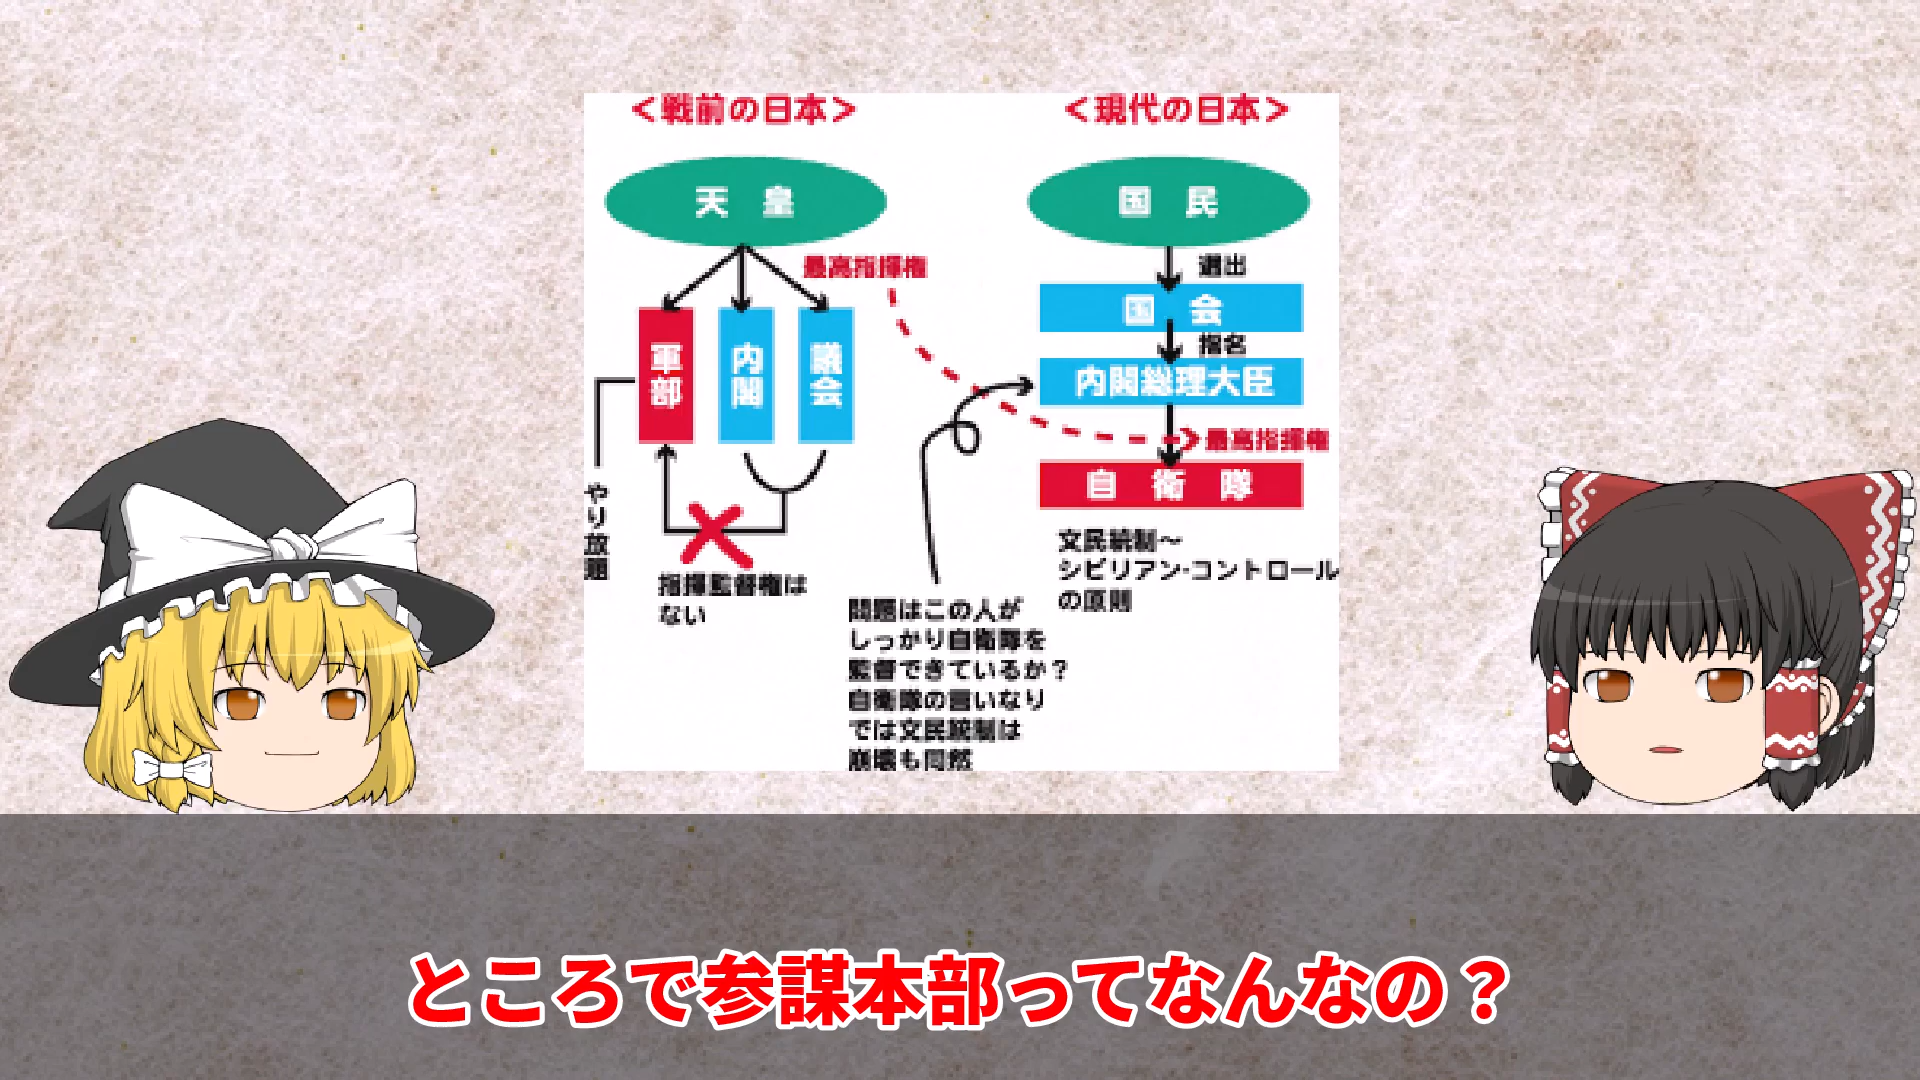 ＜戦前の日本＞
天皇
最高指揮権
軍部
内閣
議会
やり放題
指揮監督権は
ない
＜現代の日本＞
国民
選出
国会
指名
内閣総理大臣
最高指揮権
自衛隊
文民統制～
シビリアン・コントロール
の原則
問題はこの人が
しっかり自衛隊を
監督できているか？
自衛隊の言いなり
では文民統制は
崩壊も同然
ところで参謀本部ってなんなの？